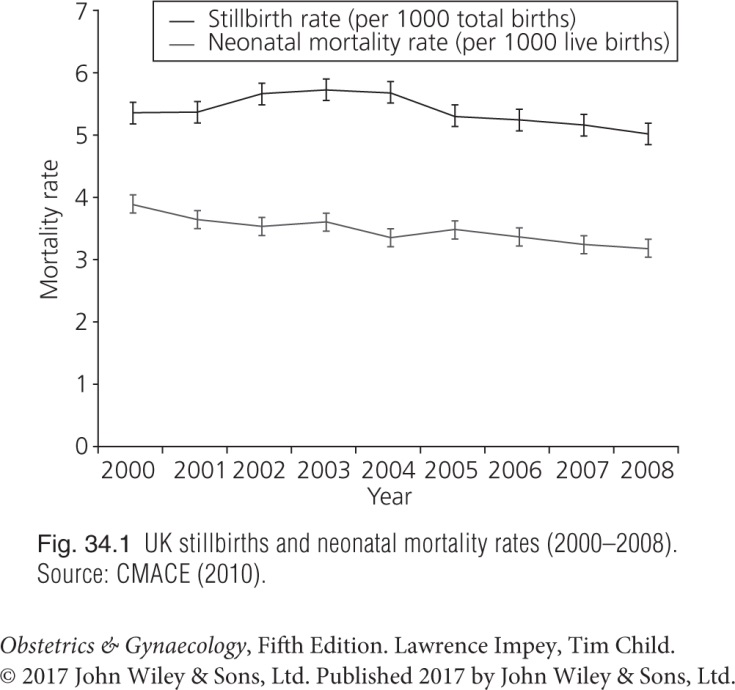 7
Stillbirth rate (per 1000 total births)
Neonatal mortality rate (per 1000 live births)
6
5
4
3
2
1
0
Mortality rate
2000 2001 2002 2003 2004 2005 2006 2007 2008
Year
Fig. 34.1 UK stillbirths and neonatal mortality rates (2000–2008).
Source: CMACE (2010).
Obstetrics & Gynaecology, Fifth Edition. Lawrence Impey, Tim Child.
© 2017 John Wiley & Sons, Ltd. Published 2017 by John Wiley & Sons, Ltd.